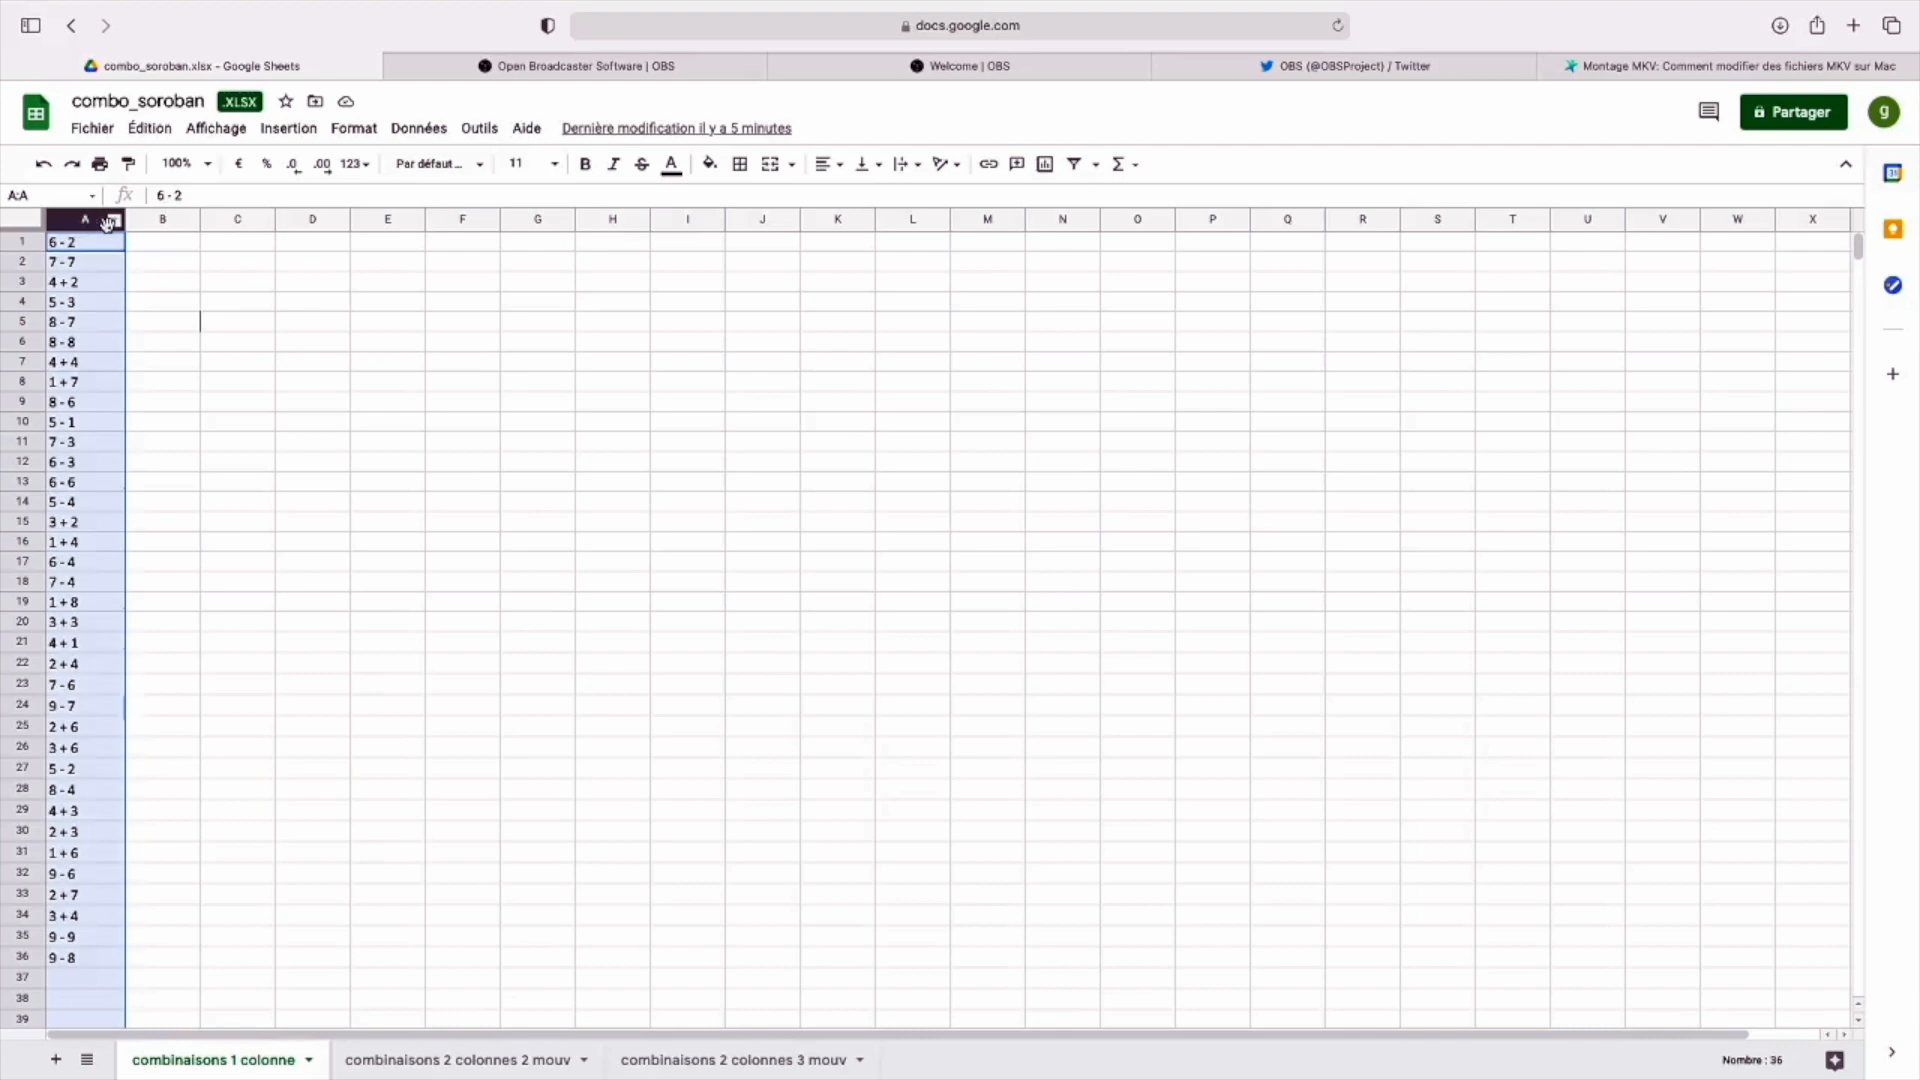 docs.google.com
combo_soroban.xlsx - Google Sheets
Open Broadcaster Software | OBS
Welcome | OBS
OBS (@OBSProject) / Twitter
Montage MKV: Comment modifier des fichiers MKV sur Mac
combo_soroban .XLSX
Partager
g
Fichier Édition Affichage Insertion Format Données Outils Aide Dernière modification il y a 5 minutes
100% € % .0 .00 123 Par défaut... 11 B I S A Σ
A:A fx 6 - 2
A B C D E F G H I J K L M N O P Q R S T U V W X
1 6 - 2
2 7 - 7
3 4 + 2
4 5 - 3
5 8 - 7
6 8 - 8
7 4 + 4
8 1 + 7
9 8 - 6
10 5 - 1
11 7 - 3
12 6 - 3
13 6 - 6
14 5 - 4
15 3 + 2
16 1 + 4
17 6 - 4
18 7 - 4
19 1 + 8
20 3 + 3
21 4 + 1
22 2 + 4
23 7 - 6
24 9 - 7
25 2 + 6
26 3 + 6
27 5 - 2
28 8 - 4
29 4 + 3
30 2 + 3
31 1 + 6
32 9 - 6
33 2 + 7
34 3 + 4
35 9 - 9
36 9 - 8
37
38
39
combinaisons 1 colonne combinaisons 2 colonnes 2 mouv combinaisons 2 colonnes 3 mouv Nombre : 36